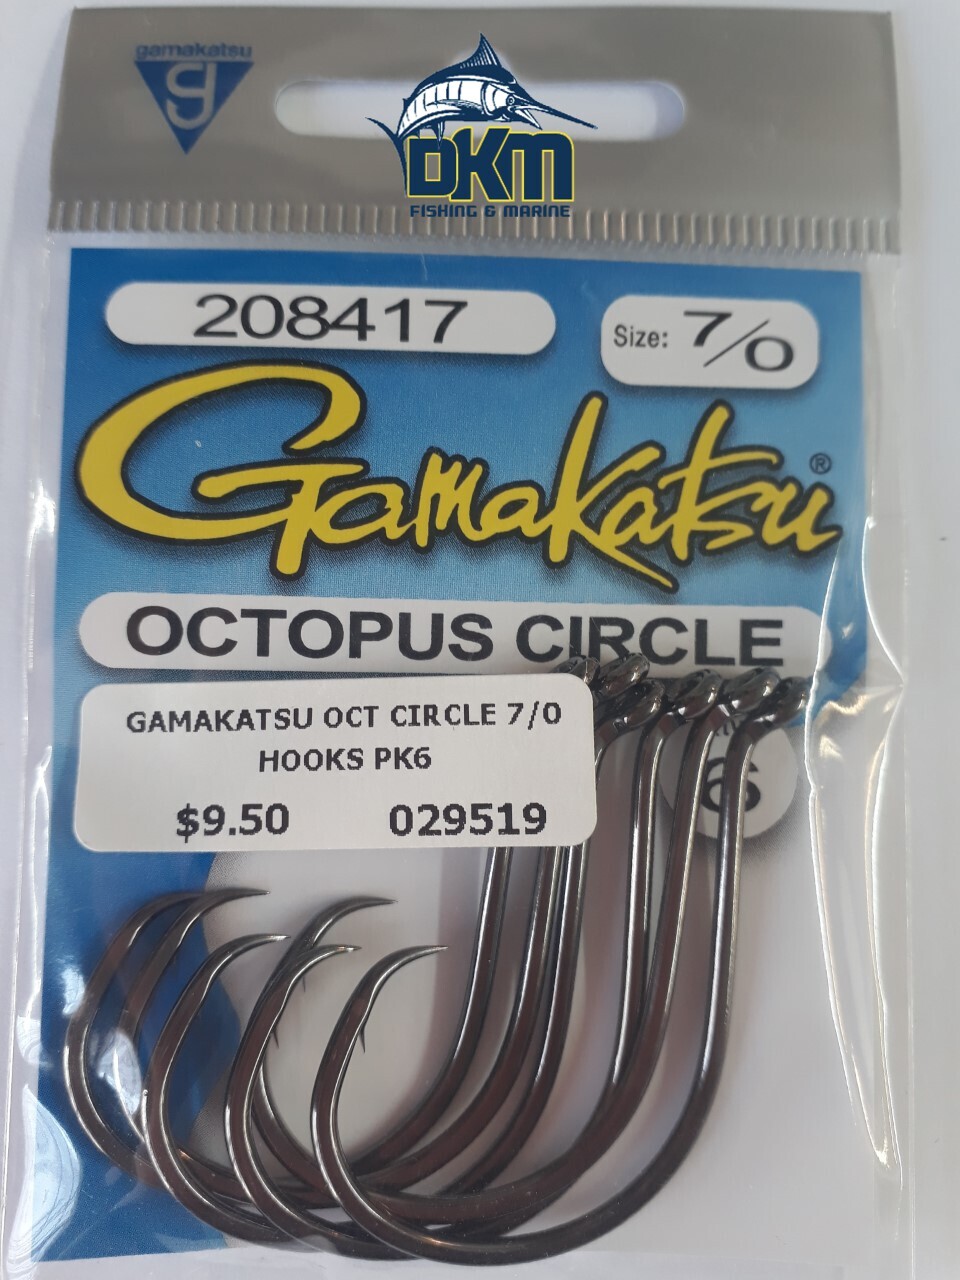 gamakatsu
g
DKM
FISHING & MARINE
208417
Size: 7/0
Gamakatsu®
OCTOPUS CIRCLE
GAMAKATSU OCT CIRCLE 7/0
HOOKS PK6
$9.50 029519
6